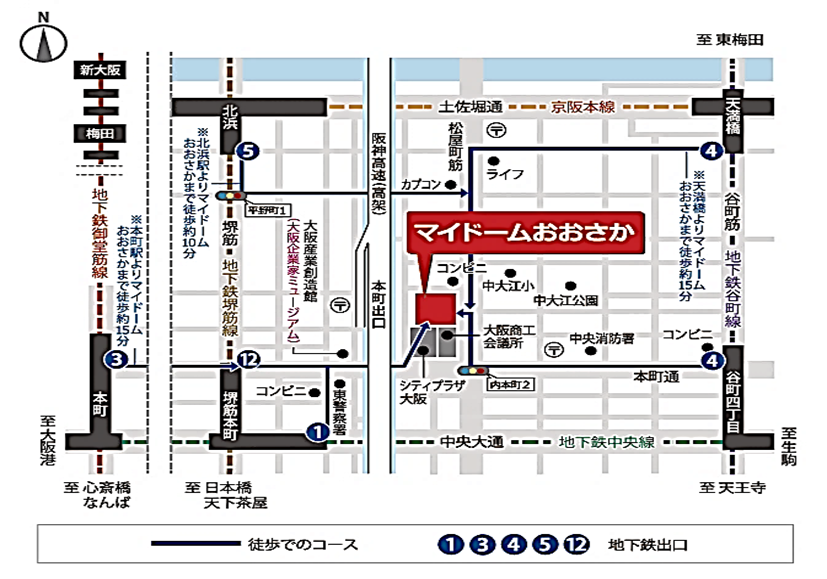 N
至 東梅田
新大阪
梅田
地下鉄御堂筋線
※本町駅よりマイドーム
おおさかまで徒歩約15分
3
本町
至大阪港
至 心斎橋
なんば
北浜
5
※北浜駅よりマイドーム
おおさかまで徒歩約10分
平野町1
堺筋
地下鉄堺筋線
12
堺筋本町
至 日本橋
天下茶屋
大阪産業創造館
(大阪企業家ミュージアム)
コンビニ
東警察署
1
阪神高速(高架)
本町出口
土佐堀通
京阪本線
松屋町筋
カプコン
ライフ
マイドームおおさか
コンビニ
中大江小
中大江公園
大阪商工
会議所
中央消防署
コンビニ
シティプラザ
大阪
内本町2
本町通
中央大通
地下鉄中央線
天満橋
4
※天満橋よりマイドーム
おおさかまで徒歩約15分
谷町筋
地下鉄谷町線
4
谷町四丁目
至生駒
至 天王寺
徒歩でのコース
1 3 4 5 12 地下鉄出口